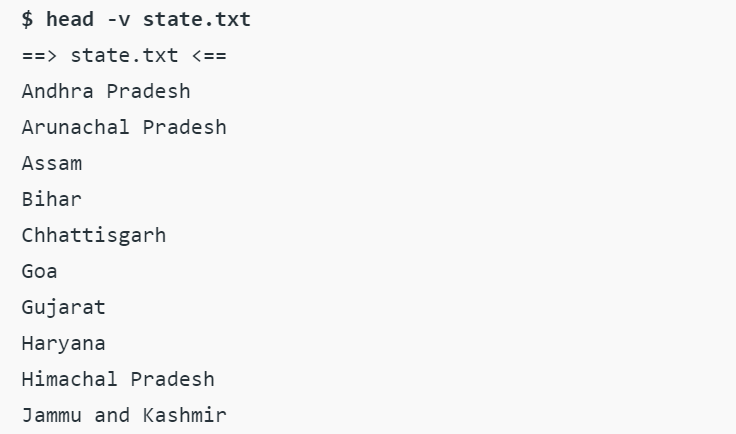 $ head -v state.txt
==> state.txt <==
Andhra Pradesh
Arunachal Pradesh
Assam
Bihar
Chhattisgarh
Goa
Gujarat
Haryana
Himachal Pradesh
Jammu and Kashmir